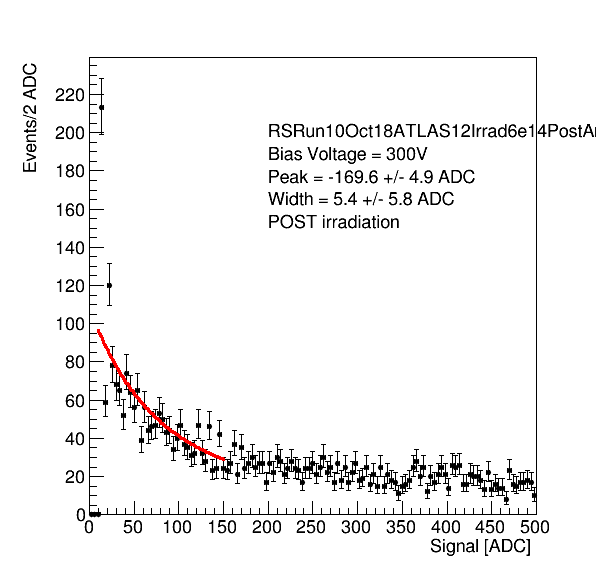 Events/2 ADC
220
200
180
160
140
120
100
80
60
40
20
0
RSRun10Oct18ATLAS12Irrad6e14PostAn
Bias Voltage = 300V
Peak = -169.6 +/- 4.9 ADC
Width = 5.4 +/- 5.8 ADC
POST irradiation
0 50 100 150 200 250 300 350 400 450 500
Signal [ADC]